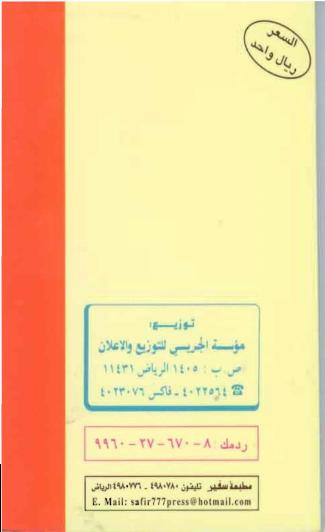 السعر
ريال واحد
توزيــــع:
مؤسسة الجريسي للتوزيع والاعلان
ص.ب : ١٤٠٥ الرياض ١١٤٣١
☎ ٤٠٢٢٥٦٤ ـ فاكس ٤٠٢٣٠٧٦
ردمك : ٨ - ٦٧٠ - ٢٧ - ٩٩٦٠
مطبعة سفير تليفون ٤٩٨٠٧٨٠ ـ ٤٩٨٠٧٧٦ الرياض
E. Mail: safir777press@hotmail.com